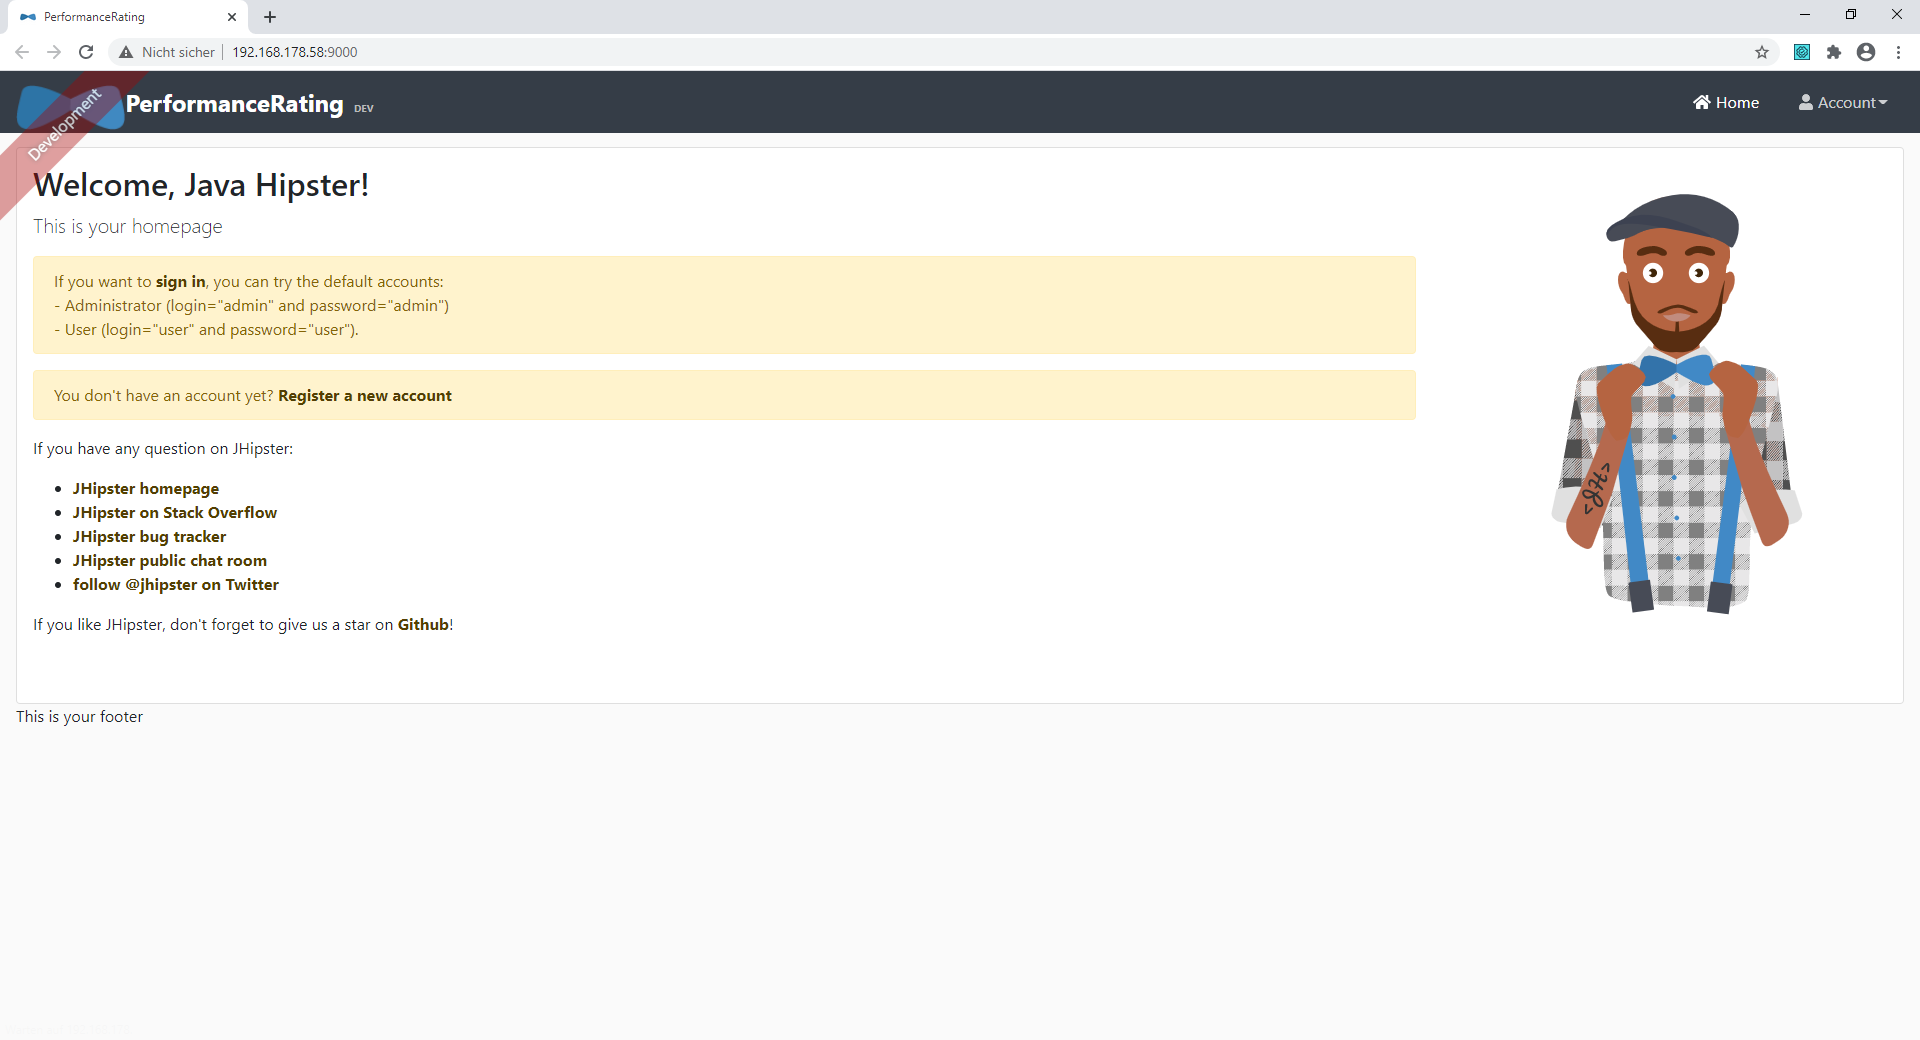 PerformanceRating
Nicht sicher
192.168.178.58:9000
Development
PerformanceRating DEV
Home
Account
Welcome, Java Hipster!
This is your homepage
If you want to sign in, you can try the default accounts:
- Administrator (login="admin" and password="admin")
- User (login="user" and password="user").
You don't have an account yet? Register a new account
If you have any question on JHipster:
• JHipster homepage
• JHipster on Stack Overflow
• JHipster bug tracker
• JHipster public chat room
• follow @jhipster on Twitter
If you like JHipster, don't forget to give us a star on Github!
This is your footer